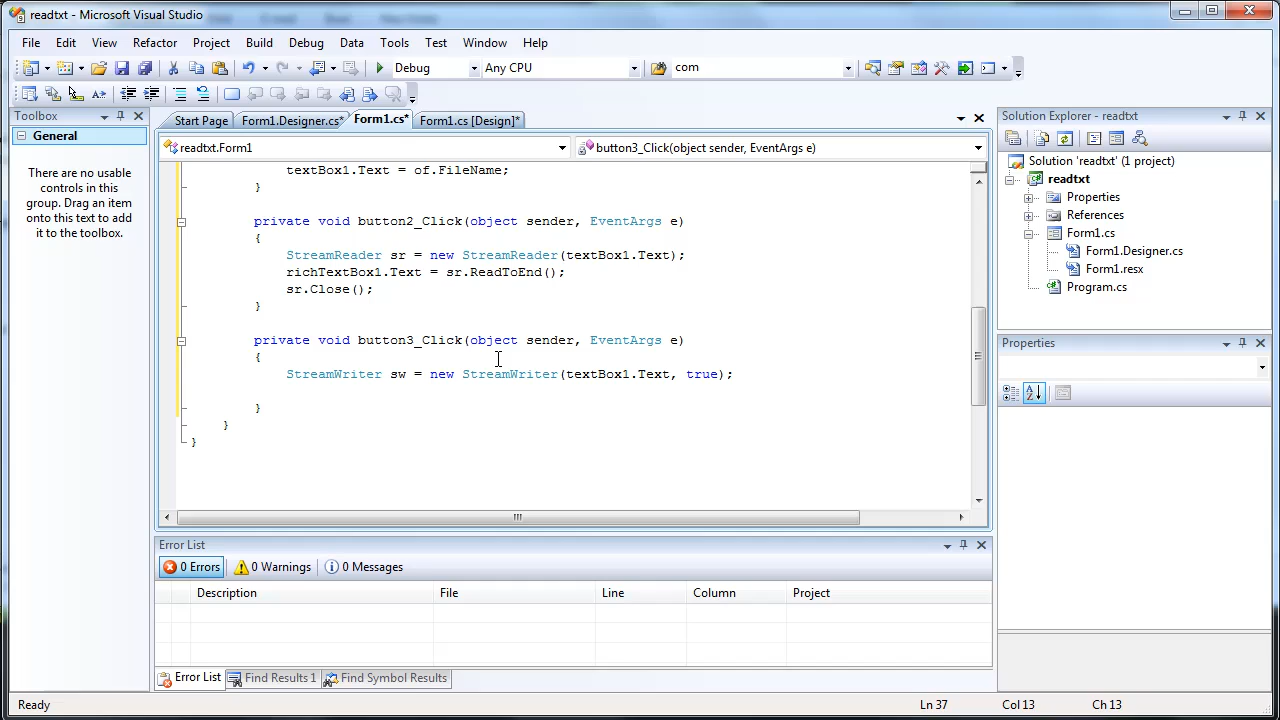 readtxt - Microsoft Visual Studio
File Edit View Refactor Project Build Debug Data Tools Test Window Help
Debug Any CPU com
Toolbox
General
There are no usable
controls in this
group. Drag an item
onto this text to add
it to the toolbox.
Start Page Form1.Designer.cs* Form1.cs* Form1.cs [Design]*
readtxt.Form1 button3_Click(object sender, EventArgs e)
textBox1.Text = of.FileName;
}
private void button2_Click(object sender, EventArgs e)
{
StreamReader sr = new StreamReader(textBox1.Text);
richTextBox1.Text = sr.ReadToEnd();
sr.Close();
}
private void button3_Click(object sender, EventArgs e)
{
StreamWriter sw = new StreamWriter(textBox1.Text, true);
}
}
}
Error List
0 Errors 0 Warnings 0 Messages
Description File Line Column Project
Error List Find Results 1 Find Symbol Results
Solution Explorer - readtxt
Solution 'readtxt' (1 project)
readtxt
Properties
References
Form1.cs
Form1.Designer.cs
Form1.resx
Program.cs
Properties
Ready Ln 37 Col 13 Ch 13